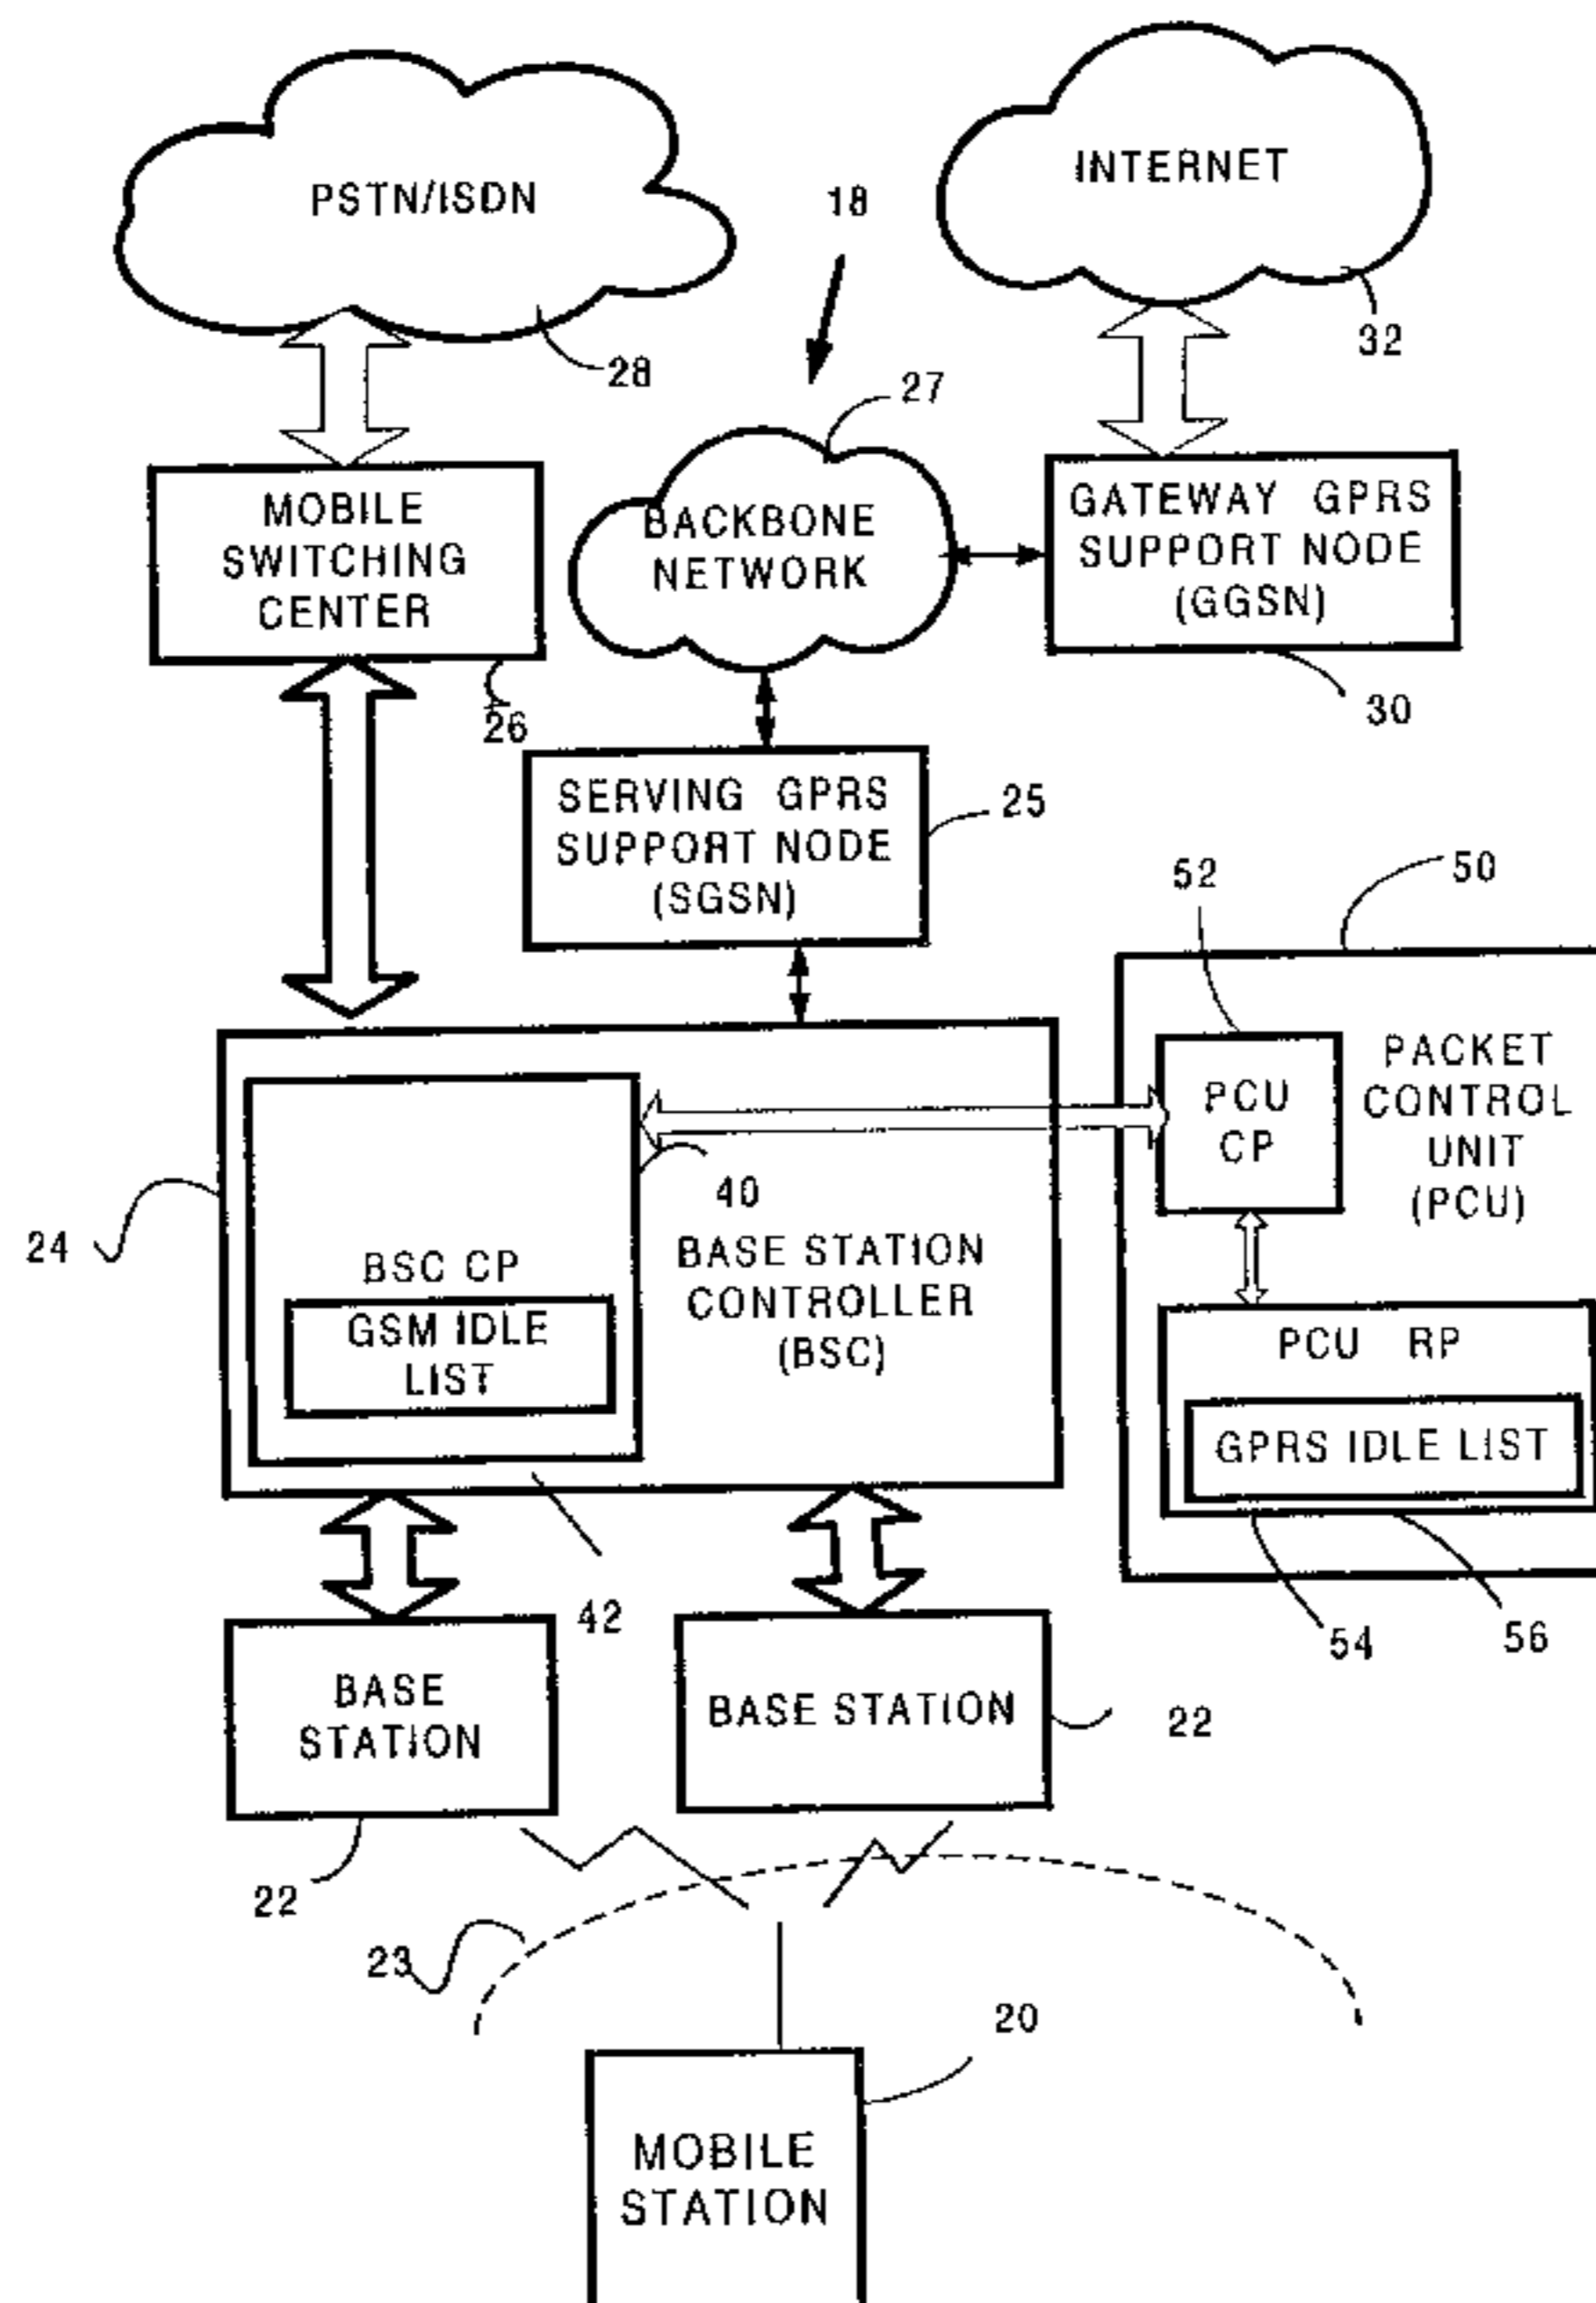 PSTN/ISDN
INTERNET
18
32
28
27
MOBILE
SWITCHING
CENTER
BACKBONE
NETWORK
GATEWAY GPRS
SUPPORT NODE
(GGSN)
26
30
SERVING GPRS
SUPPORT NODE
(SGSN)
25
52
50
PCU
CP
PACKET
CONTROL
UNIT
(PCU)
40
24
BSC CP
GSM IDLE
LIST
BASE STATION
CONTROLLER
(BSC)
PCU RP
GPRS IDLE LIST
42
54
56
BASE
STATION
BASE STATION
22
22
23
20
MOBILE
STATION